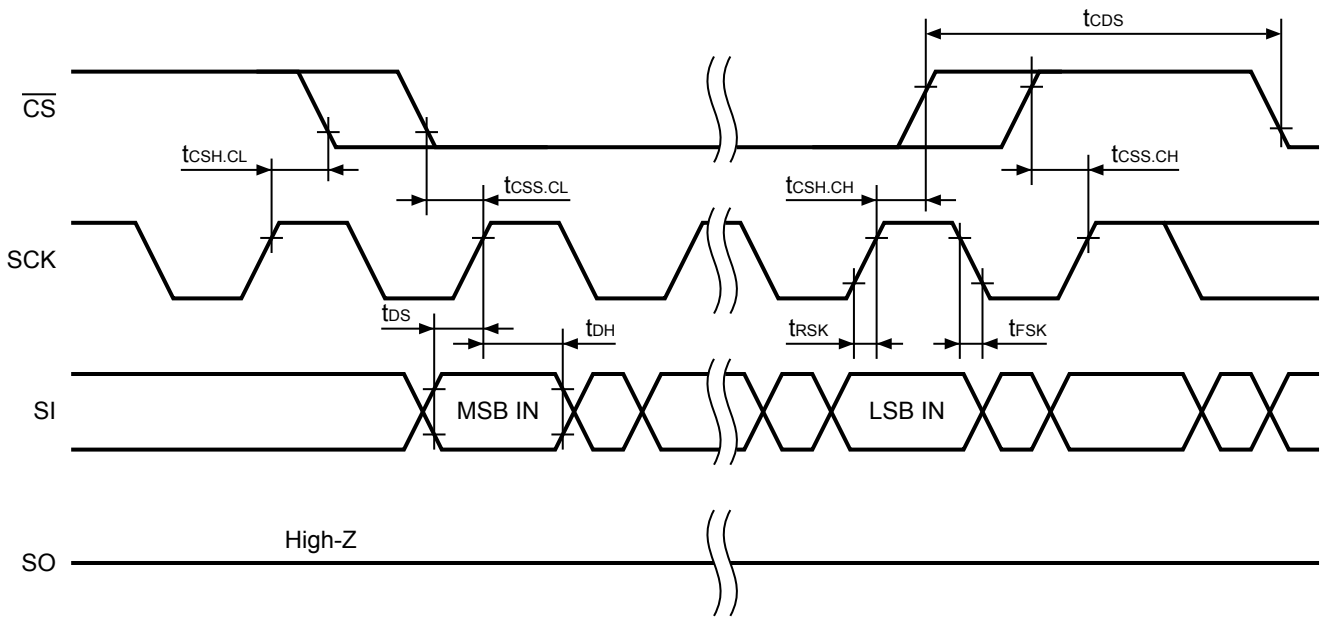 tCDS
CS
tCSH.CL
tCSS.CL
tCSH.CH
tCSS.CH
SCK
tDS
tDH
tRSK
tFSK
SI
MSB IN
LSB IN
High-Z
SO